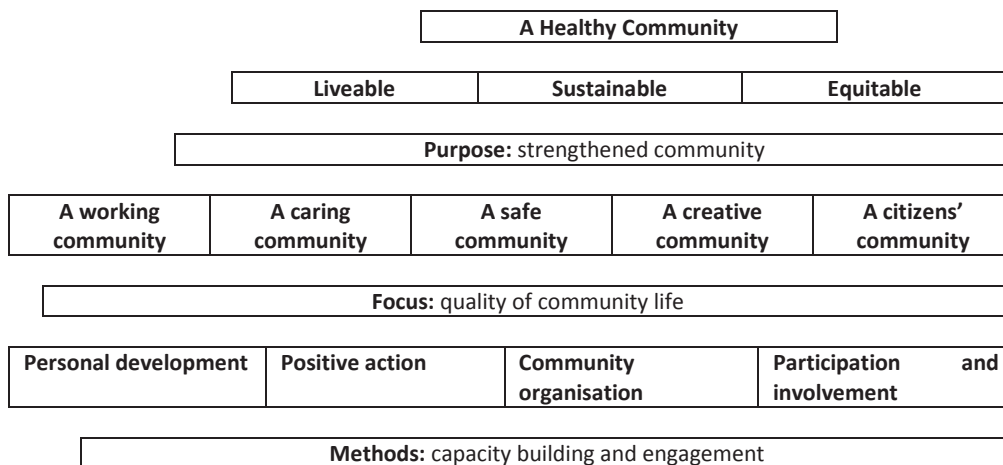 A Healthy Community
Liveable Sustainable Equitable
Purpose: strengthened community
A working community
A caring community
A safe community
A creative community
A citizens’ community
Focus: quality of community life
Personal development
Positive action
Community organisation
Participation and involvement
Methods: capacity building and engagement